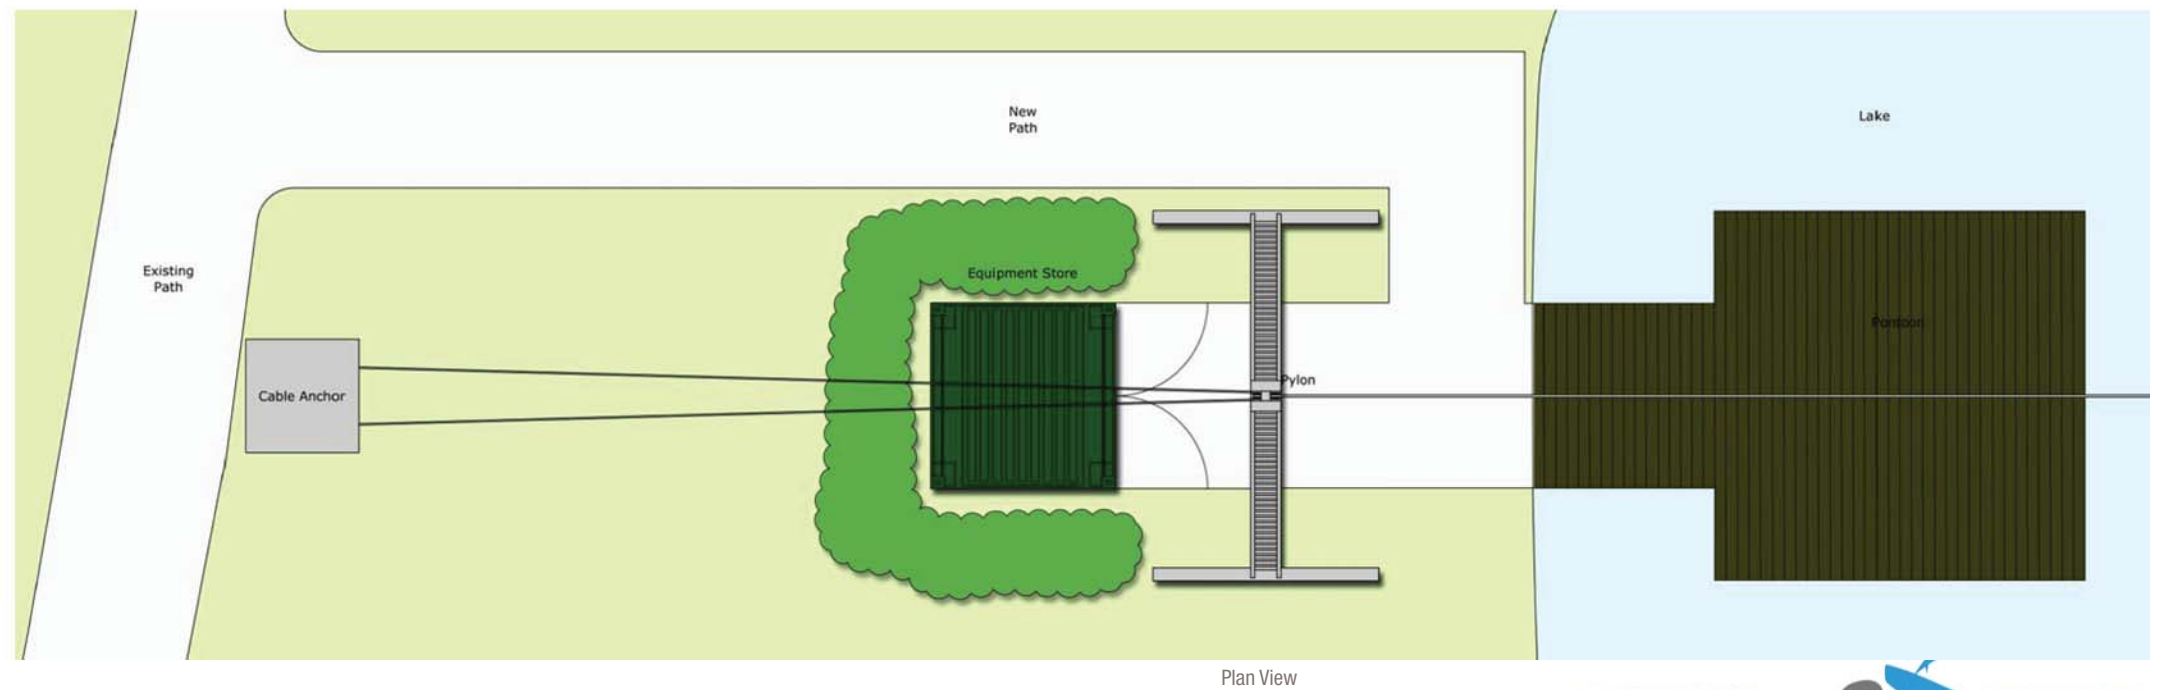 New
Path
Lake
Existing
Path
Equipment Store
Pontoon
Pylon
Cable Anchor
Plan View